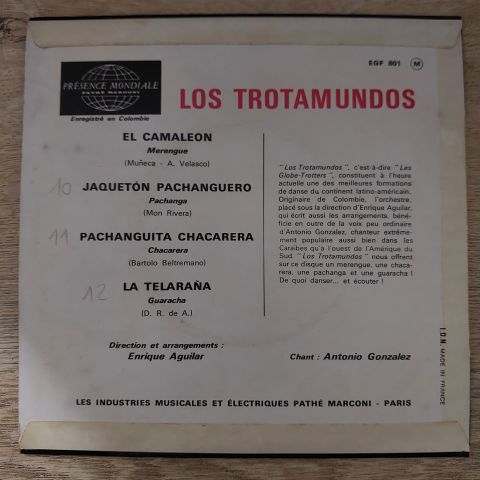 EGF 801 M
PRÉSENCE MONDIALE
PATHÉ MARCONI
Enregistré en Colombie
LOS TROTAMUNDOS
EL CAMALEON
Merengue
(Muñeca - A. Velasco)
10 JAQUETÓN PACHANGUERO
Pachanga
(Mon Rivera)
11 PACHANGUITA CHACARERA
Chacarera
(Bartolo Beltremano)
12 LA TELARAÑA
Guaracha
(D. R. de A.)
" Los Trotamundos ", c'est-à-dire " Les
Globe-Trotters ", constituent à l'heure
actuelle une des meilleures formations
de danse du continent latino-américain.
Originaire de Colombie, l'orchestre,
placé sous la direction d'Enrique Aguilar,
qui écrit aussi les arrangements, béné-
ficie en outre de la voix peu ordinaire
d'Antonio Gonzalez, chanteur extrême-
ment populaire aussi bien dans les
Caraïbes qu'à l'ouest de l'Amérique du
Sud. " Los Trotamundos " nous offrent
sur ce disque un merengue, une chaca-
rera, une pachanga et une guaracha !
De quoi danser... et écouter !
Direction et arrangements :
Enrique Aguilar
Chant : Antonio Gonzalez
LES INDUSTRIES MUSICALES ET ÉLECTRIQUES PATHÉ MARCONI - PARIS
I.D.N. MADE IN FRANCE